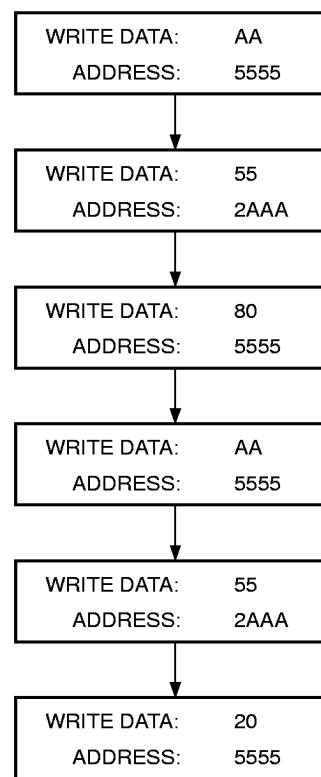 WRITE DATA: AA
ADDRESS: 5555
WRITE DATA: 55
ADDRESS: 2AAA
WRITE DATA: 80
ADDRESS: 5555
WRITE DATA: AA
ADDRESS: 5555
WRITE DATA: 55
ADDRESS: 2AAA
WRITE DATA: 20
ADDRESS: 5555